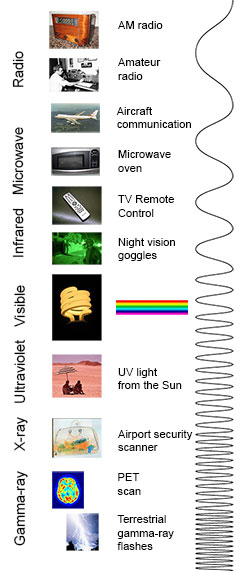 Radio
AM radio
Amateur
radio
Microwave
Aircraft
communication
Microwave
oven
Infrared
TV Remote
Control
Night vision
goggles
Visible
Ultraviolet
UV light
from the Sun
X-ray
Airport security
scanner
Gamma-ray
PET
scan
Terrestrial
gamma-ray
flashes